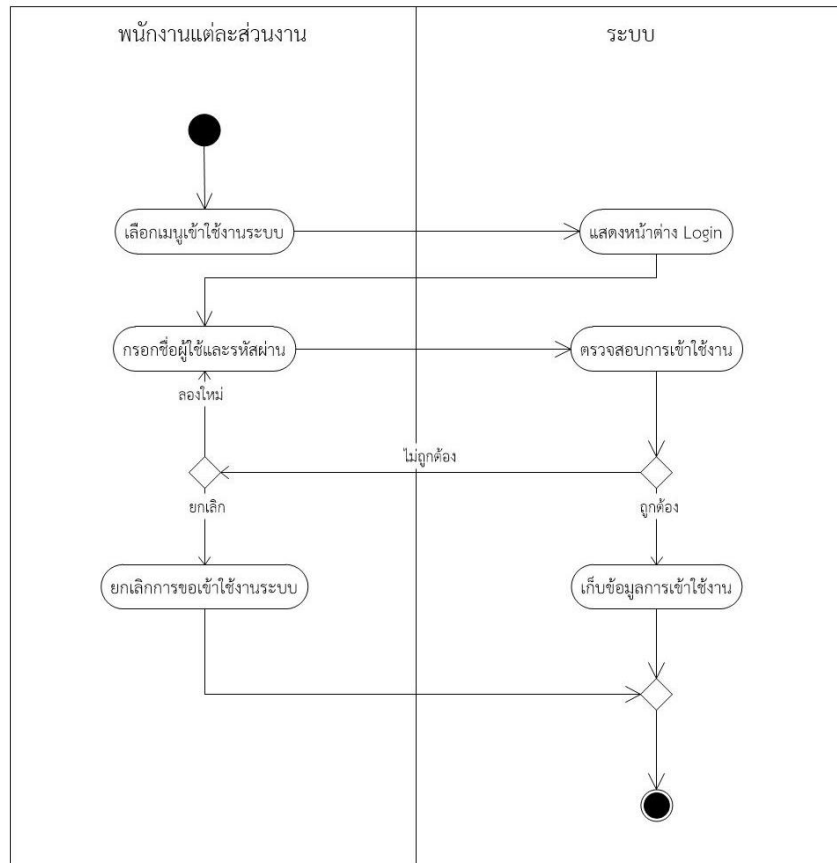 พนักงานแต่ละส่วนงาน
ระบบ
เลือกเมนูเข้าใช้งานระบบ
แสดงหน้าต่าง Login
กรอกชื่อผู้ใช้และรหัสผ่าน
ตรวจสอบการเข้าใช้งาน
ลองใหม่
ไม่ถูกต้อง
ยกเลิก
ถูกต้อง
ยกเลิกการขอเข้าใช้งานระบบ
เก็บข้อมูลการเข้าใช้งาน